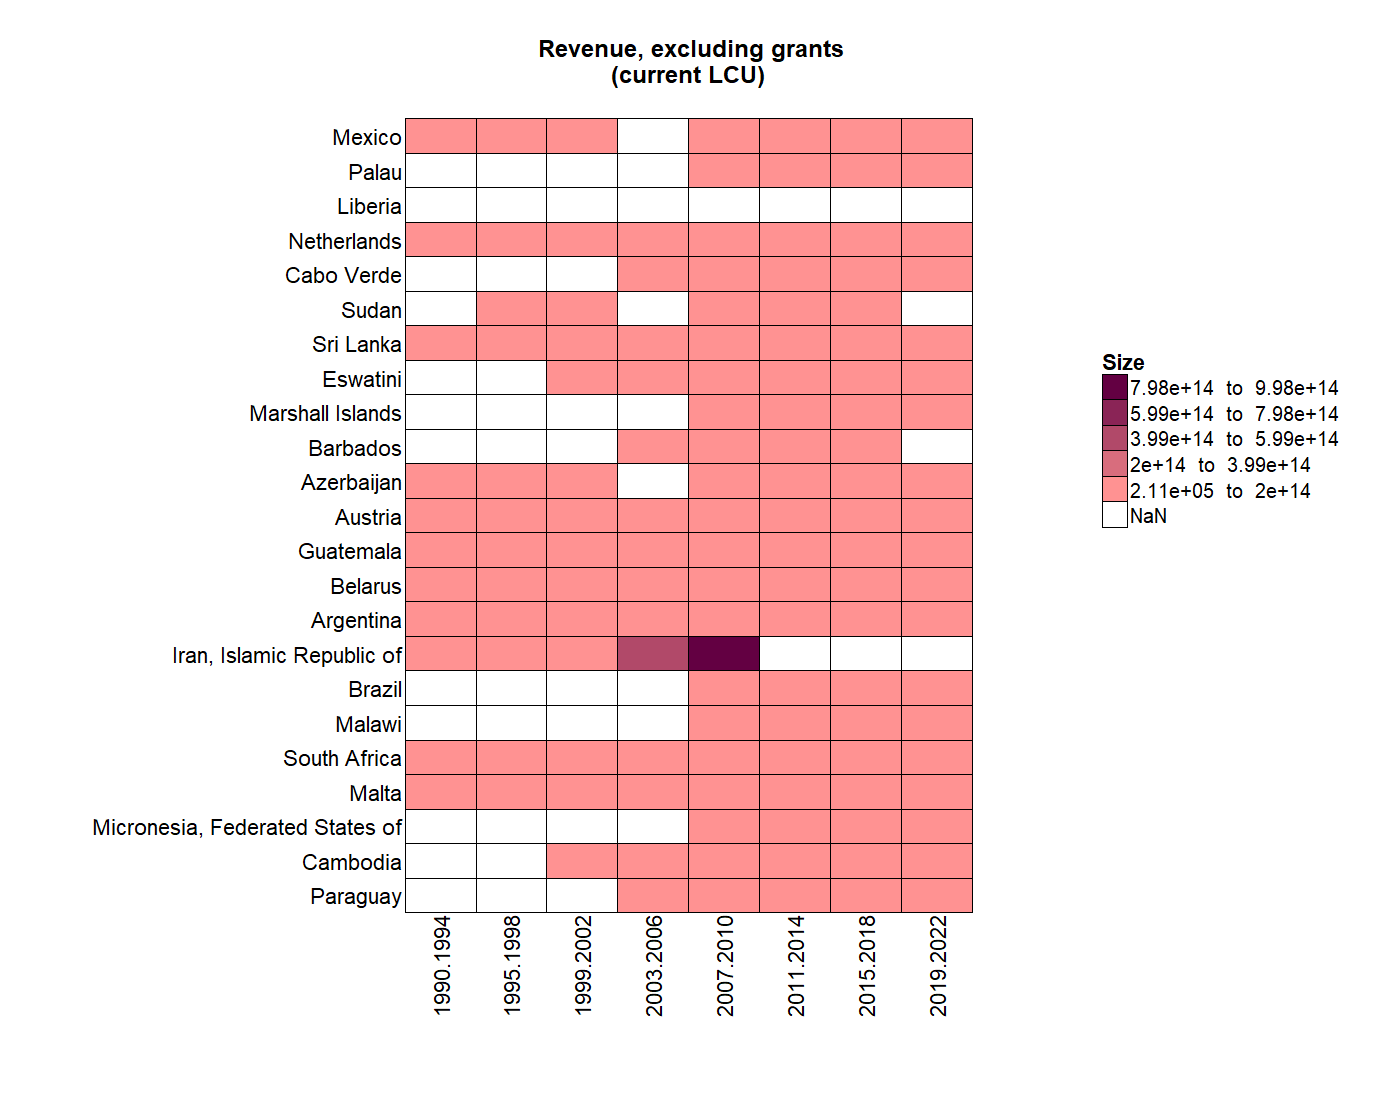 Revenue, excluding grants
(current LCU)
Mexico
Palau
Liberia
Netherlands
Cabo Verde
Sudan
Sri Lanka
Eswatini
Marshall Islands
Barbados
Azerbaijan
Austria
Guatemala
Belarus
Argentina
Iran, Islamic Republic of
Brazil
Malawi
South Africa
Malta
Micronesia, Federated States of
Cambodia
Paraguay
1990.1994
1995.1998
1999.2002
2003.2006
2007.2010
2011.2014
2015.2018
2019.2022
Size
7.98e+14 to 9.98e+14
5.99e+14 to 7.98e+14
3.99e+14 to 5.99e+14
2e+14 to 3.99e+14
2.11e+05 to 2e+14
NaN